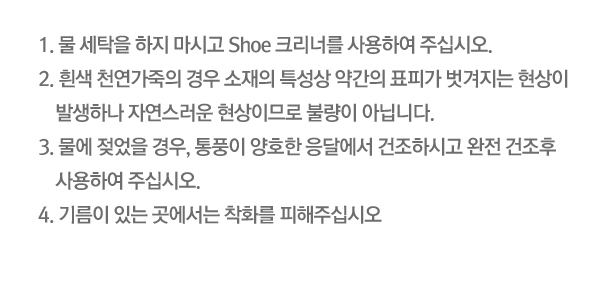 1. 물 세탁을 하지 마시고 Shoe 크리너를 사용하여 주십시오.
2. 흰색 천연가죽의 경우 소재의 특성상 약간의 표피가 벗겨지는 현상이
발생하나 자연스러운 현상이므로 불량이 아닙니다.
3. 물에 젖었을 경우, 통풍이 양호한 응달에서 건조하시고 완전 건조후
사용하여 주십시오.
4. 기름이 있는 곳에서는 착화를 피해주십시오